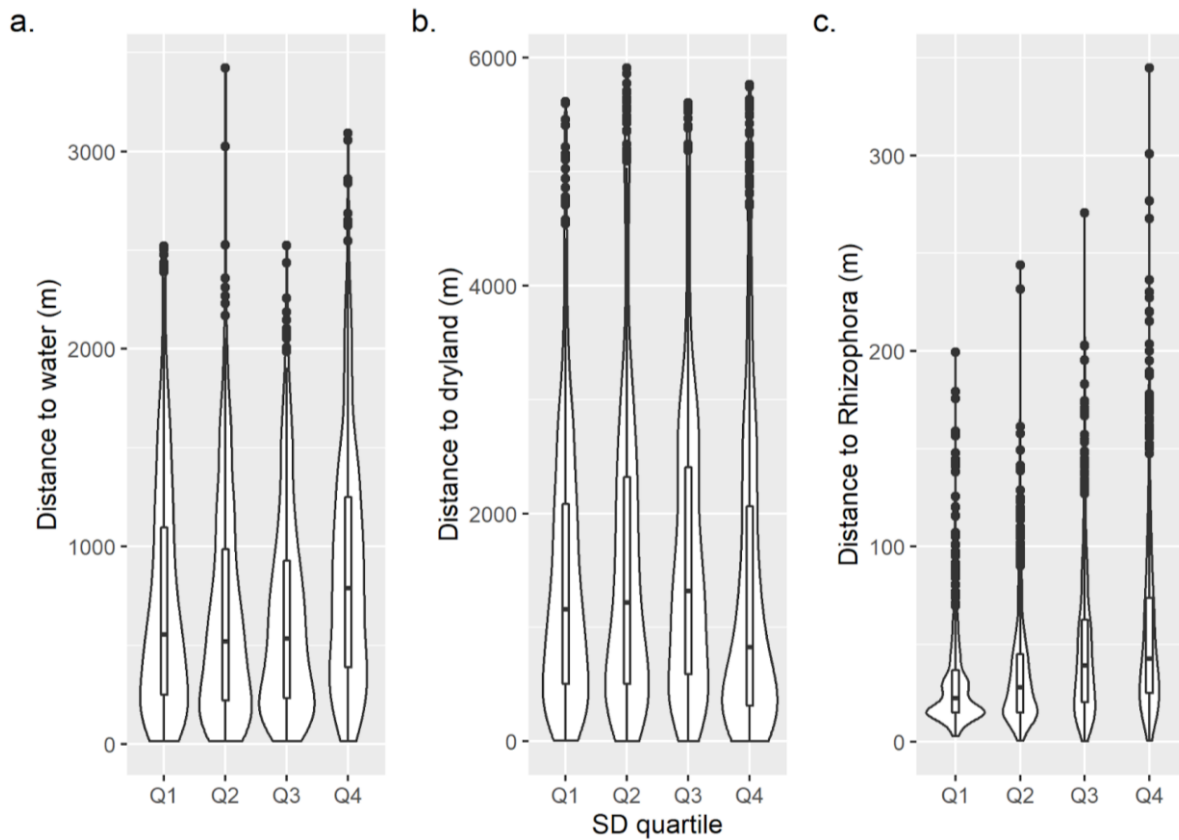 a.
Distance to water (m)
3000
2000
1000
0
Q1 Q2 Q3 Q4
b.
Distance to dryland (m)
6000
4000
2000
0
Q1 Q2 Q3 Q4
SD quartile
c.
Distance to Rhizophora (m)
300
200
100
0
Q1 Q2 Q3 Q4